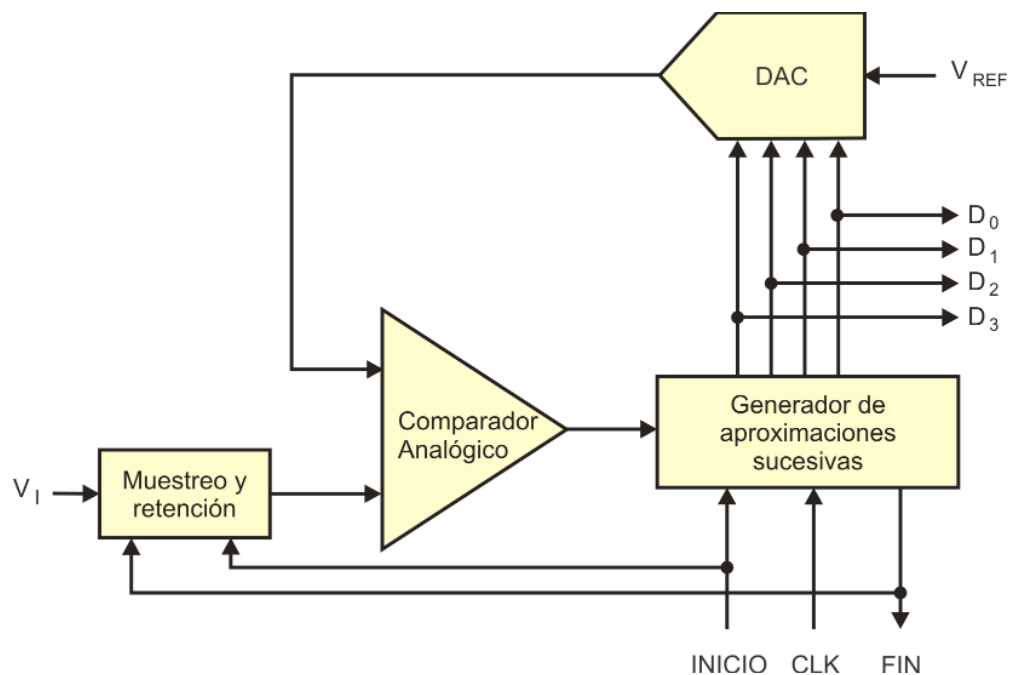 DAC
V REF
D 0
D 1
D 2
D 3
Comparador
Analógico
Generador de
aproximaciones
sucesivas
V I
Muestreo y
retención
INICIO CLK FIN